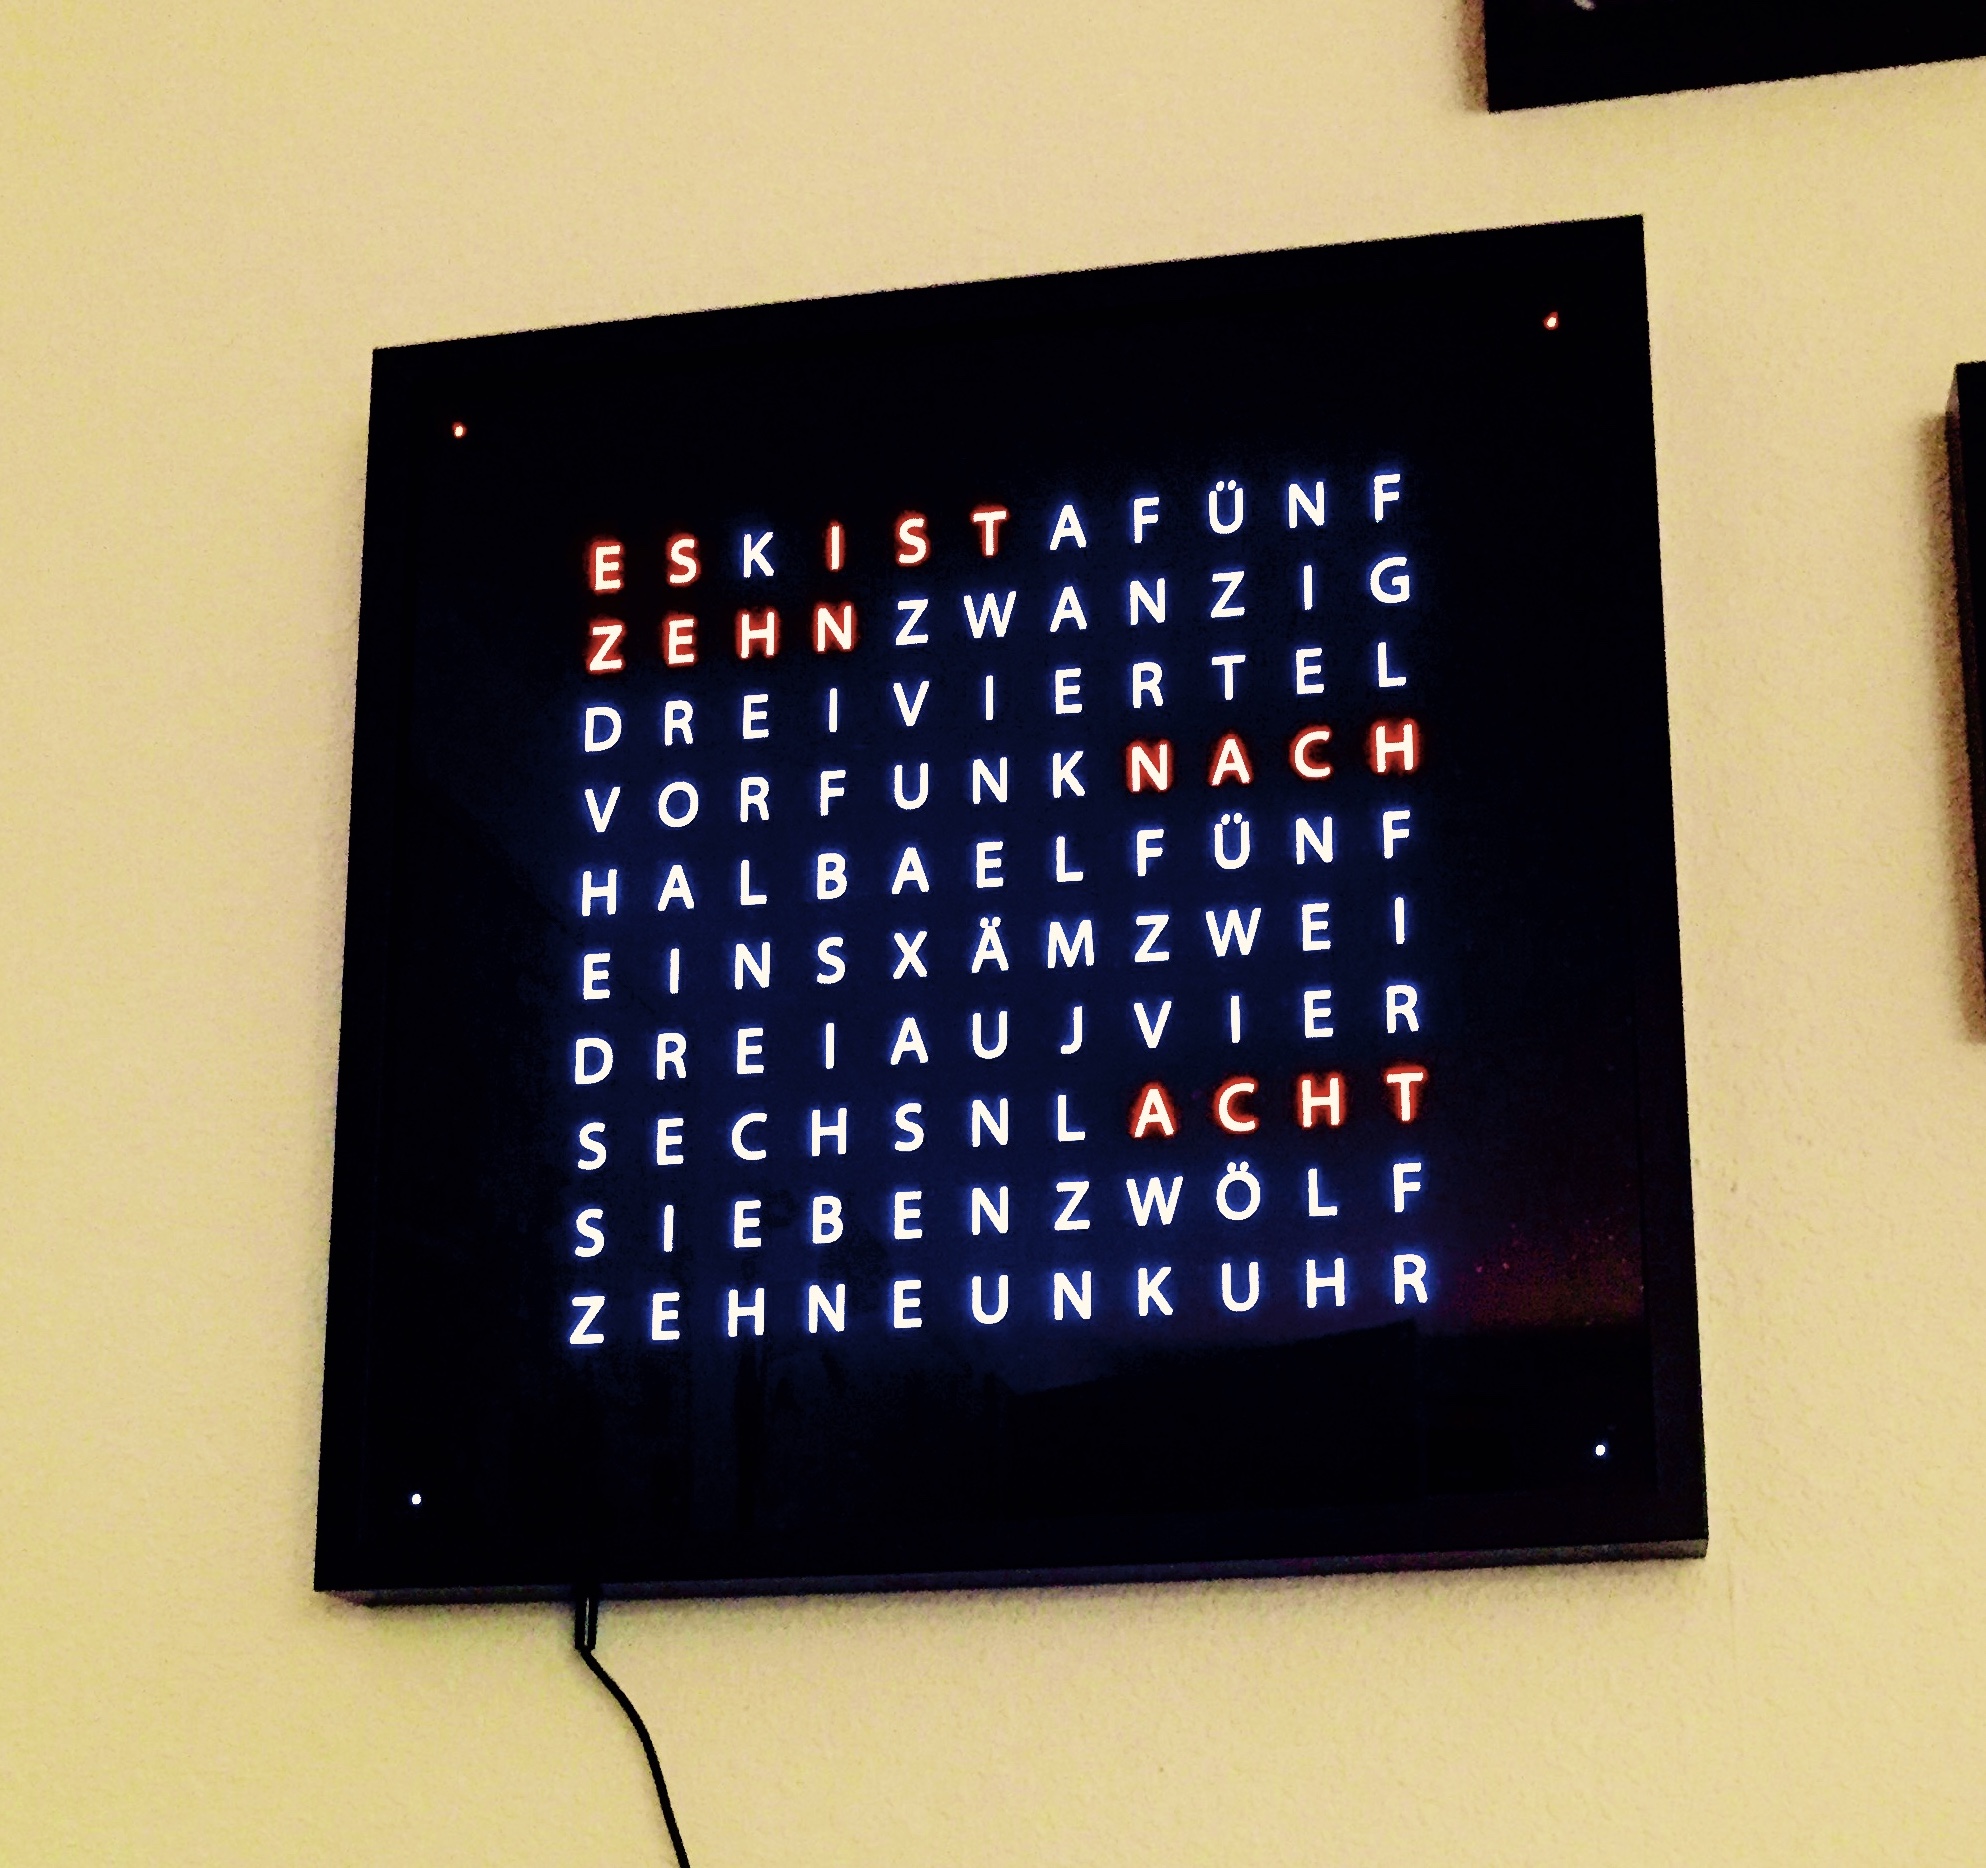 ESKISTAFÜNF
ZEHNZWANZIG
DREIVIERTEL
VORFUNKNACH
HALBAELFÜNF
EINSXÄMZWEI
DREIAUJVIER
SECHSNLACHT
SIEBENZWÖLF
ZEHNEUNKUHR